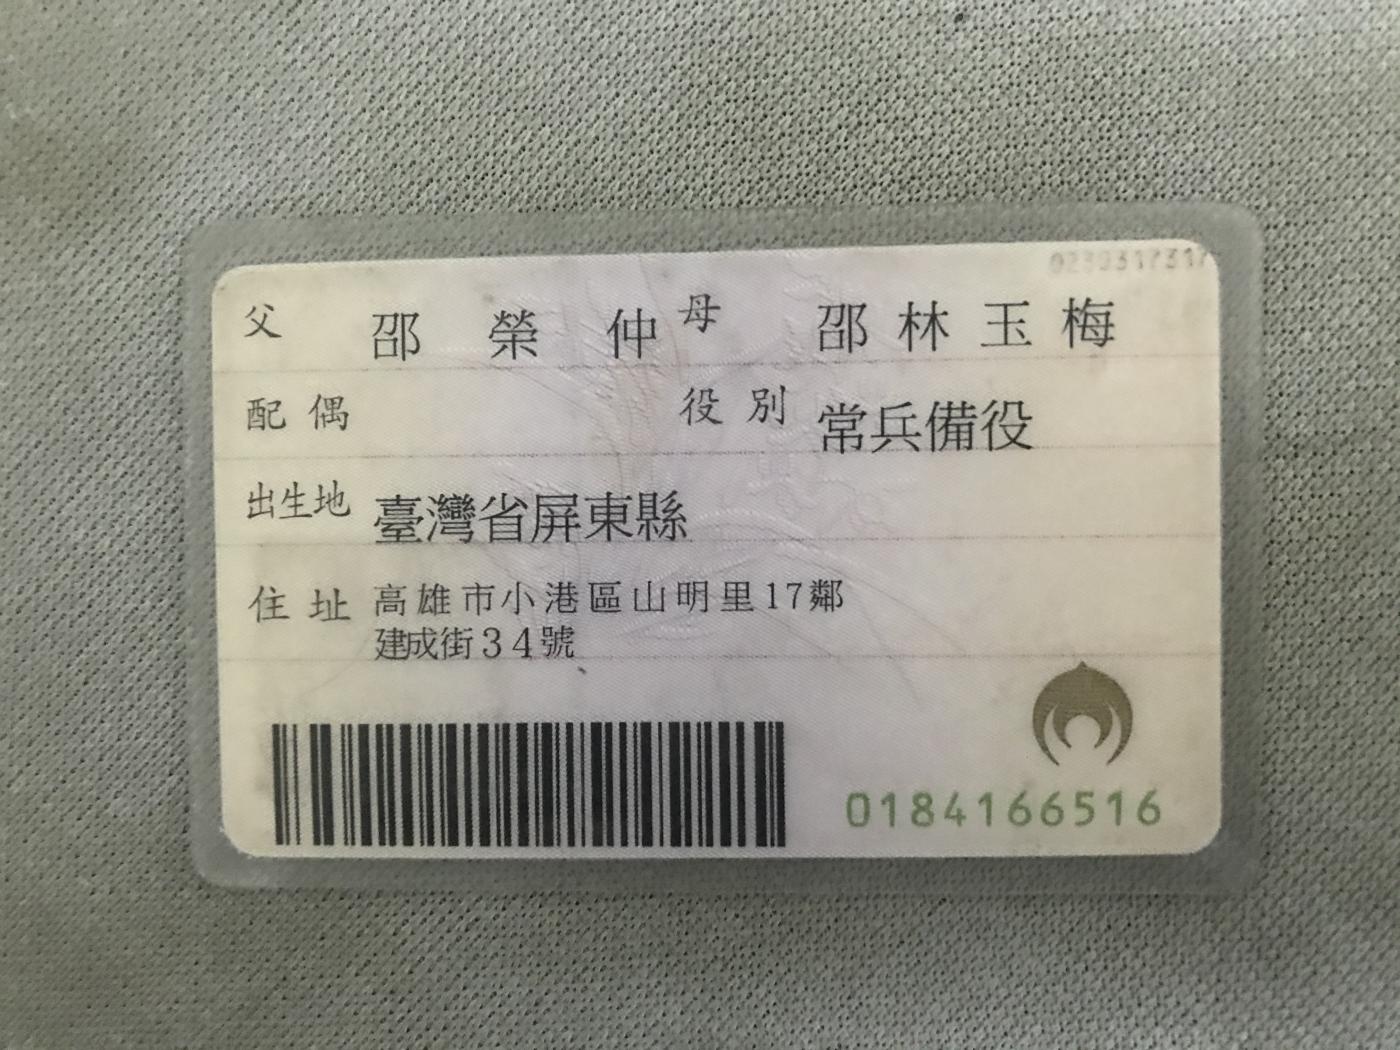 父 邵榮仲 母 邵林玉梅
配偶 役別 常兵備役
出生地 臺灣省屏東縣
住址 高雄市小港區山明里17鄰
建成街34號
0184166516